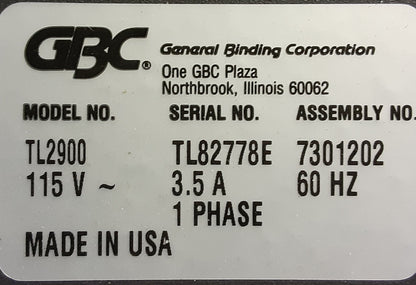 GBC® General Binding Corporation
One GBC Plaza
Northbrook, Illinois 60062
MODEL NO. SERIAL NO. ASSEMBLY NO.
TL2900 TL82778E 7301202
115 V ~ 3.5 A 60 HZ
1 PHASE
MADE IN USA